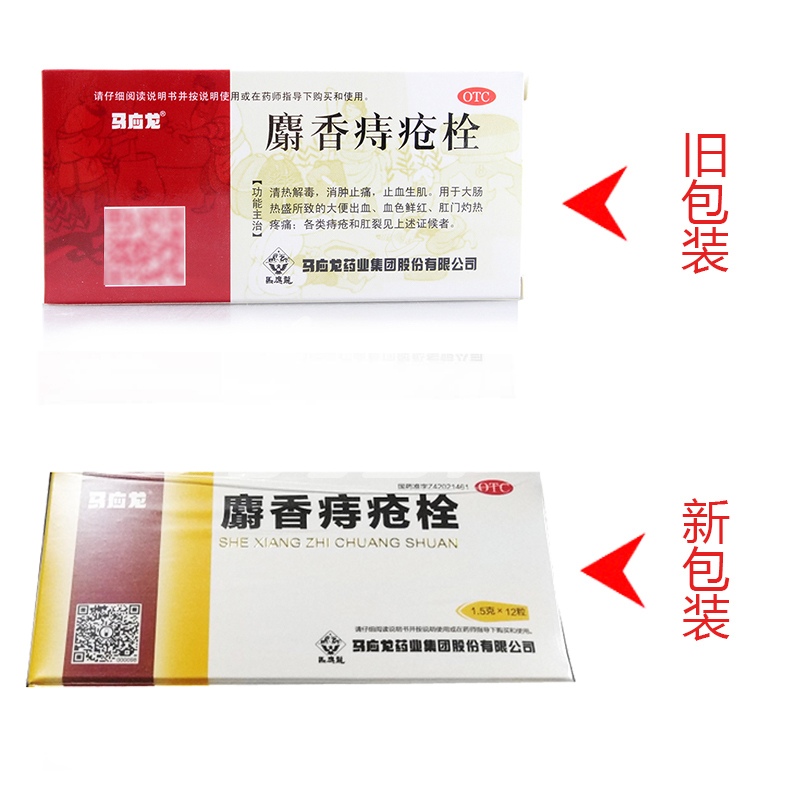 请仔细阅读说明书并按说明使用或在药师指导下购买和使用。
OTC
马应龙®
麝香痔疮栓
【功能主治】
清热解毒，消肿止痛，止血生肌。用于大肠
热盛所致的大便出血、血色鲜红、肛门灼热
疼痛；各类痔疮和肛裂见上述证候者。
马应龙药业集团股份有限公司
旧包装
国药准字Z42021461
OTC
马应龙®
麝香痔疮栓
SHE XIANG ZHI CHUANG SHUAN
1.5克×12粒
请仔细阅读说明书并按说明使用或在药师指导下购买和使用。
马应龙药业集团股份有限公司
000098
新包装